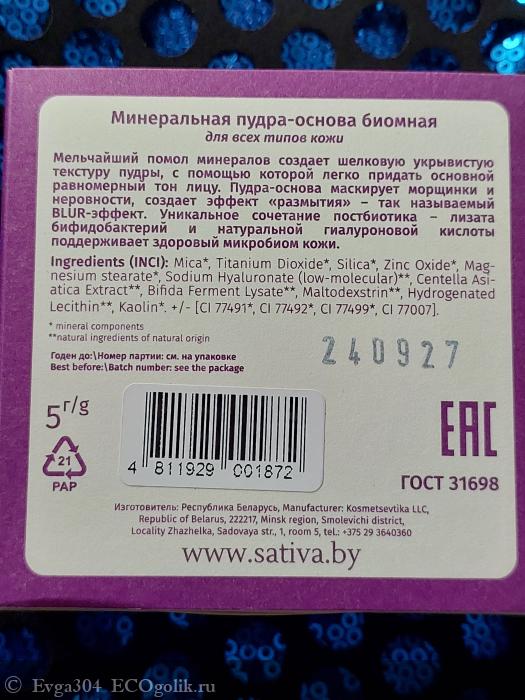 Минеральная пудра-основа биомная
для всех типов кожи
Мельчайший помол минералов создает шелковую укрывистую
текстуру пудры, с помощью которой легко придать основной
равномерный тон лицу. Пудра-основа маскирует морщинки и
неровности, создает эффект «размытия» – так называемый
BLUR-эффект. Уникальное сочетание постбиотика – лизата
бифидобактерий и натуральной гиалуроновой кислоты
поддерживает здоровый микробиом кожи.
Ingredients (INCI): Mica*, Titanium Dioxide*, Silica*, Zinc Oxide*, Mag-
nesium stearate*, Sodium Hyaluronate (low-molecular)**, Centella Asi-
atica Extract**, Bifida Ferment Lysate**, Maltodextrin**, Hydrogenated
Lecithin**, Kaolin*. +/- [CI 77491*, CI 77492*, CI 77499*, CI 77007].
* mineral components
**natural ingredients of natural origin
Годен до:\Номер партии: см. на упаковке
Best before:\Batch number: see the package
240927
5 г/g
4 811929 001872
EAC
21
PAP
ГОСТ 31698
Изготовитель: Республика Беларусь, Manufacturer: Kosmetsevtika LLC,
Republic of Belarus, 222217, Minsk region, Smolevichi district,
Locality Zhazhelka, Sadovaya str., 1, room 5, tel.: +375 29 3640360
www.sativa.by
© Evga304 ECOgolik.ru